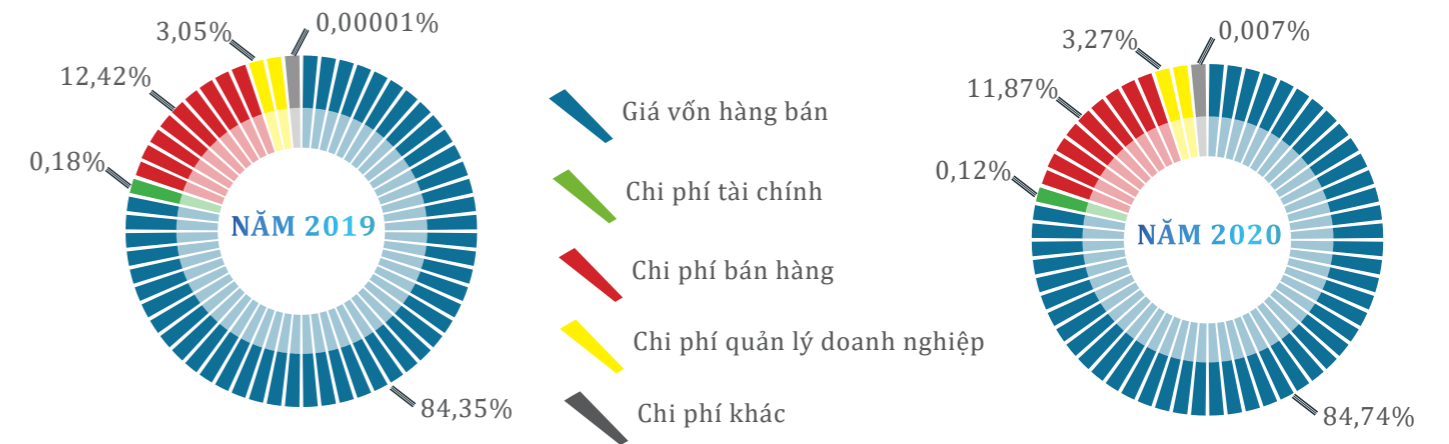 3,05%
0,00001%
12,42%
0,18%
NĂM 2019
84,35%
Giá vốn hàng bán
Chi phí tài chính
Chi phí bán hàng
Chi phí quản lý doanh nghiệp
Chi phí khác
3,27%
0,007%
11,87%
0,12%
NĂM 2020
84,74%